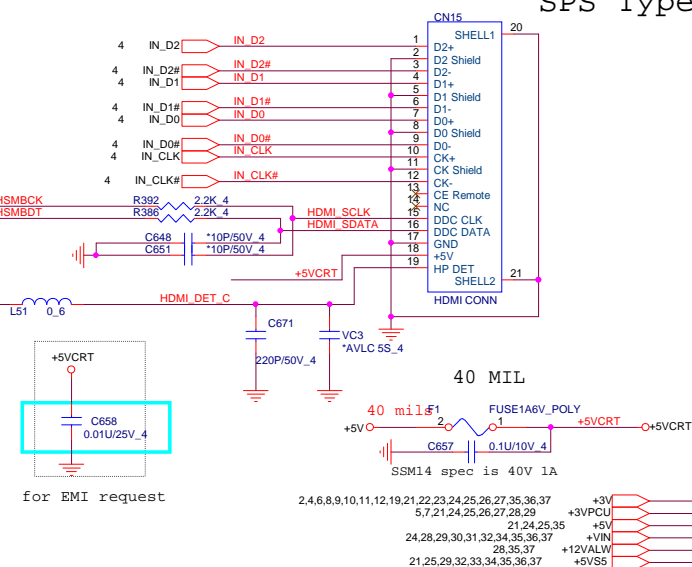 SPS Type
CN15
SHELL1 20
4 IN_D2 IN_D2 1 D2+
2 D2 Shield
4 IN_D2# IN_D2# 3 D2-
4 IN_D1 IN_D1 4 D1+
5 D1 Shield
4 IN_D1# IN_D1# 6 D1-
4 IN_D0 IN_D0 7 D0+
8 D0 Shield
4 IN_D0# IN_D0# 9 D0-
4 IN_CLK IN_CLK 10 CK+
11 CK Shield
4 IN_CLK# IN_CLK# 12 CK-
13 CE Remote
14 NC
HSMBCK R392 2.2K_4
HSMBDT R386 2.2K_4
HDMI_SCLK 15 DDC CLK
HDMI_SDATA 16 DDC DATA
17 GND
C648 *10P/50V_4
C651 *10P/50V_4
+5VCRT 18 +5V
19 HP DET
SHELL2 21
HDMI CONN
L51 0_6
HDMI_DET_C
C671
220P/50V_4
VC3
*AVLC 5S_4
+5VCRT
C658
0.01U/25V_4
for EMI request
40 MIL
40 mils
F1 FUSE1A6V_POLY
+5V 2 1 +5VCRT +5VCRT
C657 0.1U/10V_4
SSM14 spec is 40V 1A
2,4,6,8,9,10,11,12,19,21,22,23,24,25,26,27,35,36,37 +3V
5,7,21,24,25,26,27,28,29 +3VPCU
21,24,25,35 +5V
24,28,29,30,31,32,34,35,36,37 +VIN
28,35,37 +12VALW
21,25,29,32,33,34,35,36,37 +5VS5